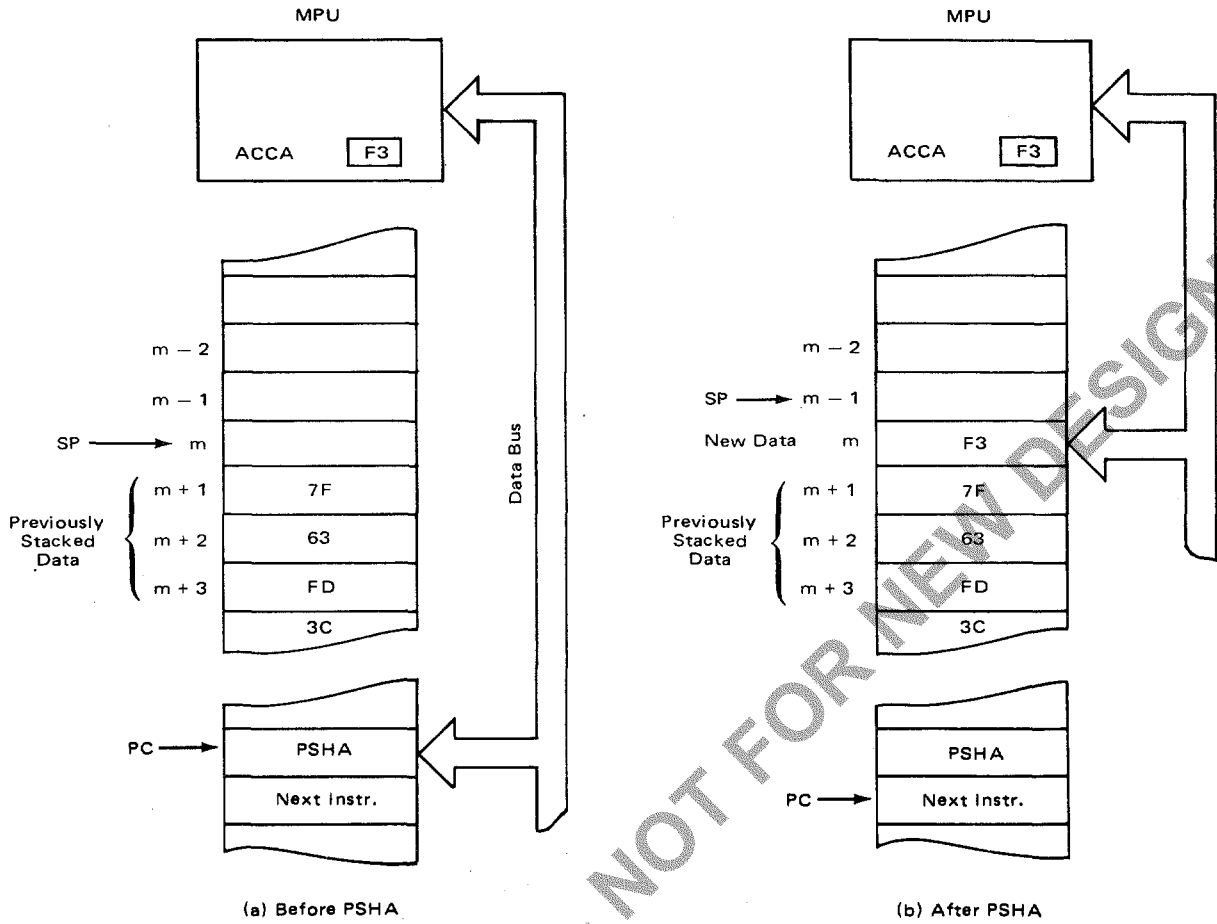 MPU
ACCA F3
m – 2
m – 1
SP m
m + 1 7F
m + 2 63
m + 3 FD
3C
Previously
Stacked
Data
Data Bus
PC PSHA
Next Instr.
(a) Before PSHA
MPU
ACCA F3
m – 2
SP m – 1
New Data m F3
m + 1 7F
m + 2 63
m + 3 FD
3C
Previously
Stacked
Data
PSHA
PC Next Instr.
(b) After PSHA
NOT FOR NEW DESIGN